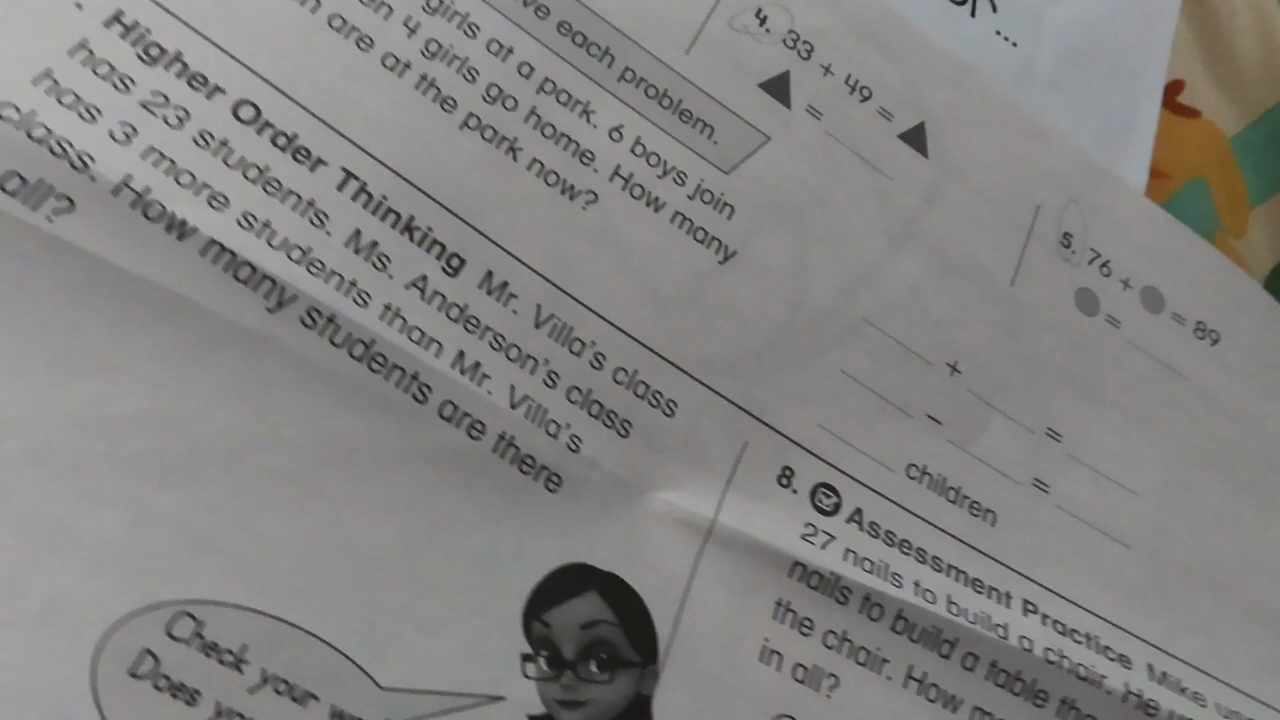 or ...
4. 33 + 49 = ▲
▲ =
5. 76 + ● = 89
● =
each problem.
girls at a park. 6 boys join
4 girls go home. How many
are at the park now?
+ =
- =
children
Higher Order Thinking Mr. Villa's class
has 23 students. Ms. Anderson's class
has 3 more students than Mr. Villa's
class. How many students are there
all?
8. Assessment Practice Mike
27 nails to build a chair. He
nails to build a table
the chair. How
in all?
Check your
Does